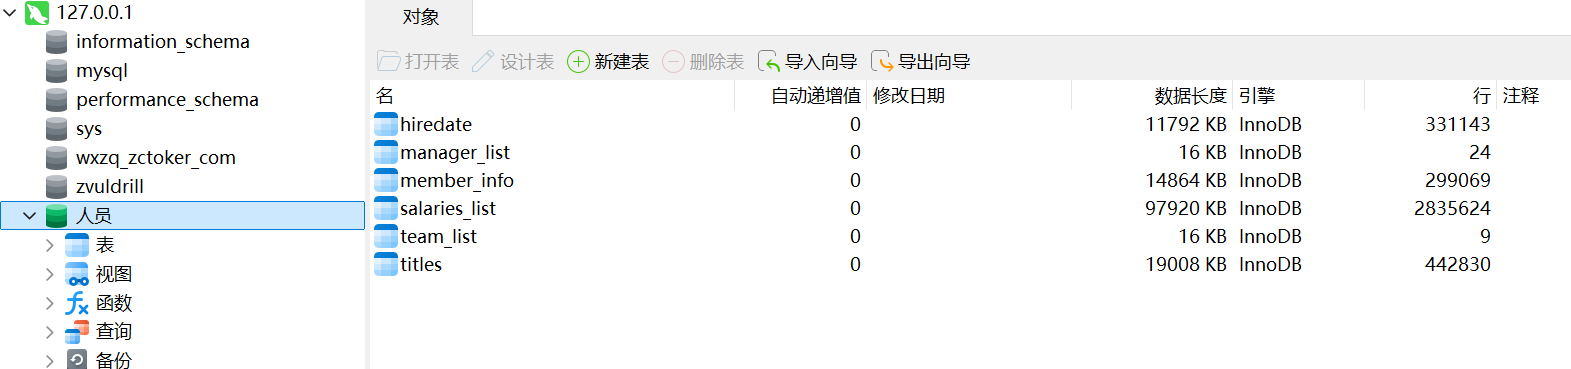 127.0.0.1
information_schema
mysql
performance_schema
sys
wxzq_zctoker_com
zvuldrill
人员
表
视图
函数
查询
备份
对象
打开表 设计表 新建表 删除表 导入向导 导出向导
名 自动递增值 修改日期 数据长度 引擎 行 注释
hiredate 0 11792 KB InnoDB 331143
manager_list 0 16 KB InnoDB 24
member_info 0 14864 KB InnoDB 299069
salaries_list 0 97920 KB InnoDB 2835624
team_list 0 16 KB InnoDB 9
titles 0 19008 KB InnoDB 442830